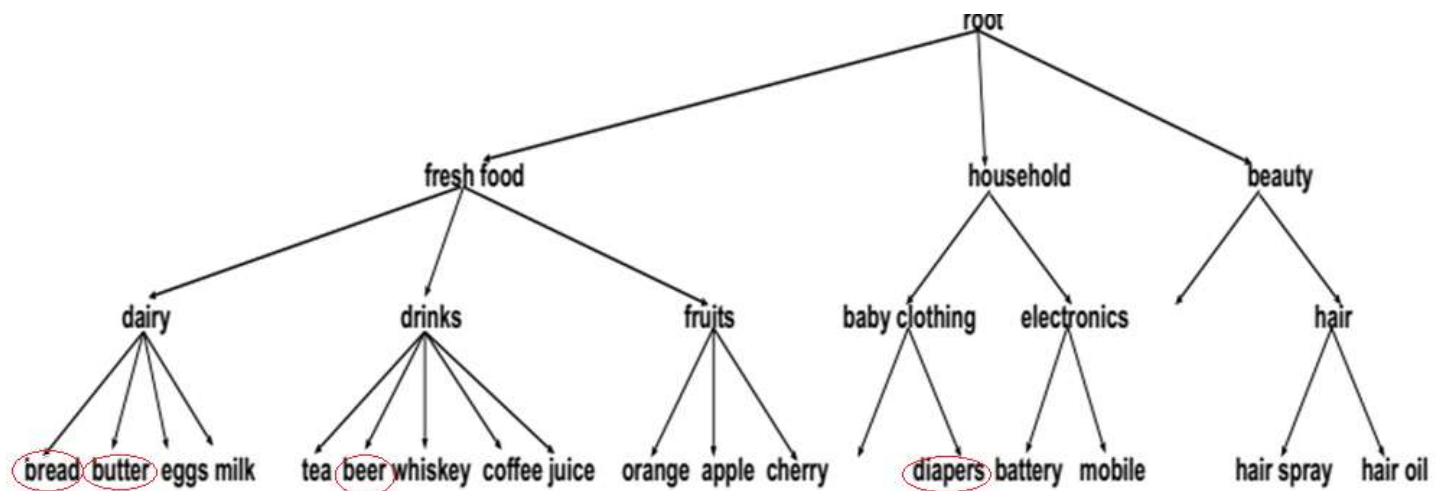 root
fresh food household beauty
dairy drinks fruits baby clothing electronics hair
bread butter eggs milk tea beer whiskey coffee juice orange apple cherry diapers battery mobile hair spray hair oil